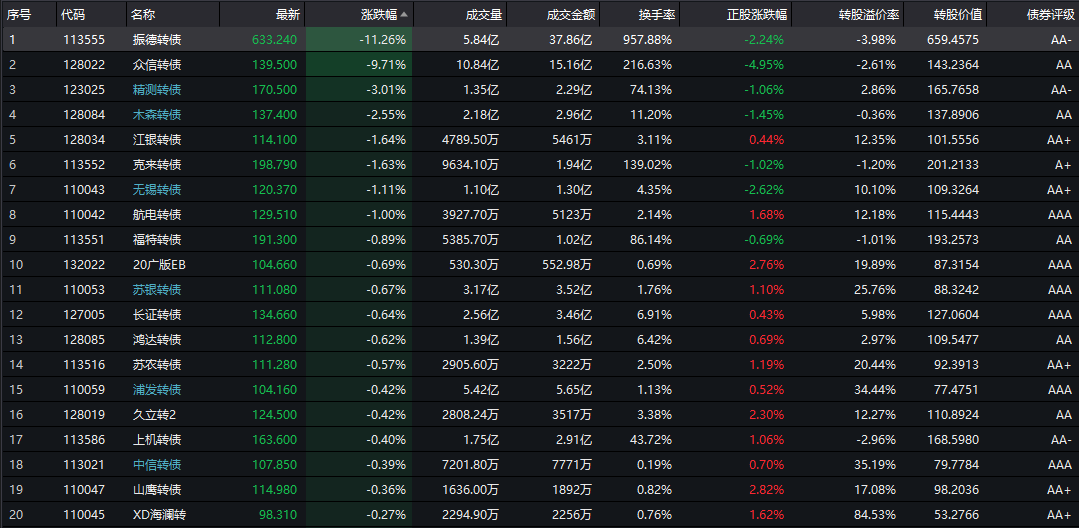 序号 代码 名称 最新 涨跌幅 成交量 成交金额 换手率 正股涨跌幅 转股溢价率 转股价值 债券评级
1 113555 振德转债 633.240 -11.26% 5.84亿 37.86亿 957.88% -2.24% -3.98% 659.4575 AA-
2 128022 众信转债 139.500 -9.71% 10.84亿 15.16亿 216.63% -4.95% -2.61% 143.2364 AA
3 123025 精测转债 170.500 -3.01% 1.35亿 2.29亿 74.13% -1.06% 2.86% 165.7658 AA-
4 128084 木森转债 137.400 -2.55% 2.18亿 2.96亿 11.20% -1.45% -0.36% 137.8906 AA
5 128034 江银转债 114.100 -1.64% 4789.50万 5461万 3.11% 0.44% 12.35% 101.5556 AA+
6 113552 克来转债 198.790 -1.63% 9634.10万 1.94亿 139.02% -1.02% -1.20% 201.2133 A+
7 110043 无锡转债 120.370 -1.11% 1.10亿 1.30亿 4.35% -2.62% 10.10% 109.3264 AA+
8 110042 航电转债 129.510 -1.00% 3927.70万 5123万 2.14% 1.68% 12.18% 115.4443 AAA
9 113551 福特转债 191.300 -0.89% 5385.70万 1.02亿 86.14% -0.69% -1.01% 193.2573 AA
10 132022 20广版EB 104.660 -0.69% 530.30万 552.98万 0.69% 2.76% 19.89% 87.3154 AAA
11 110053 苏银转债 111.080 -0.67% 3.17亿 3.52亿 1.76% 1.10% 25.76% 88.3242 AAA
12 127005 长证转债 134.660 -0.64% 2.56亿 3.46亿 6.91% 0.43% 5.98% 127.0604 AAA
13 128085 鸿达转债 112.800 -0.62% 1.39亿 1.56亿 6.42% 0.69% 2.97% 109.5477 AA
14 113516 苏农转债 111.280 -0.57% 2905.60万 3222万 2.50% 1.19% 20.44% 92.3913 AA+
15 110059 浦发转债 104.160 -0.42% 5.42亿 5.65亿 1.13% 0.52% 34.44% 77.4751 AAA
16 128019 久立转2 124.500 -0.42% 2808.24万 3517万 3.38% 2.30% 12.27% 110.8924 AA
17 113586 上机转债 163.600 -0.40% 1.75亿 2.91亿 43.72% 1.06% -2.96% 168.5980 AA-
18 113021 中信转债 107.850 -0.39% 7201.80万 7771万 0.19% 0.70% 35.19% 79.7784 AAA
19 110047 山鹰转债 114.980 -0.36% 1636.00万 1892万 0.82% 2.82% 17.08% 98.2036 AA+
20 110045 XD海澜转 98.310 -0.27% 2294.90万 2256万 0.76% 1.62% 84.53% 53.2766 AA+